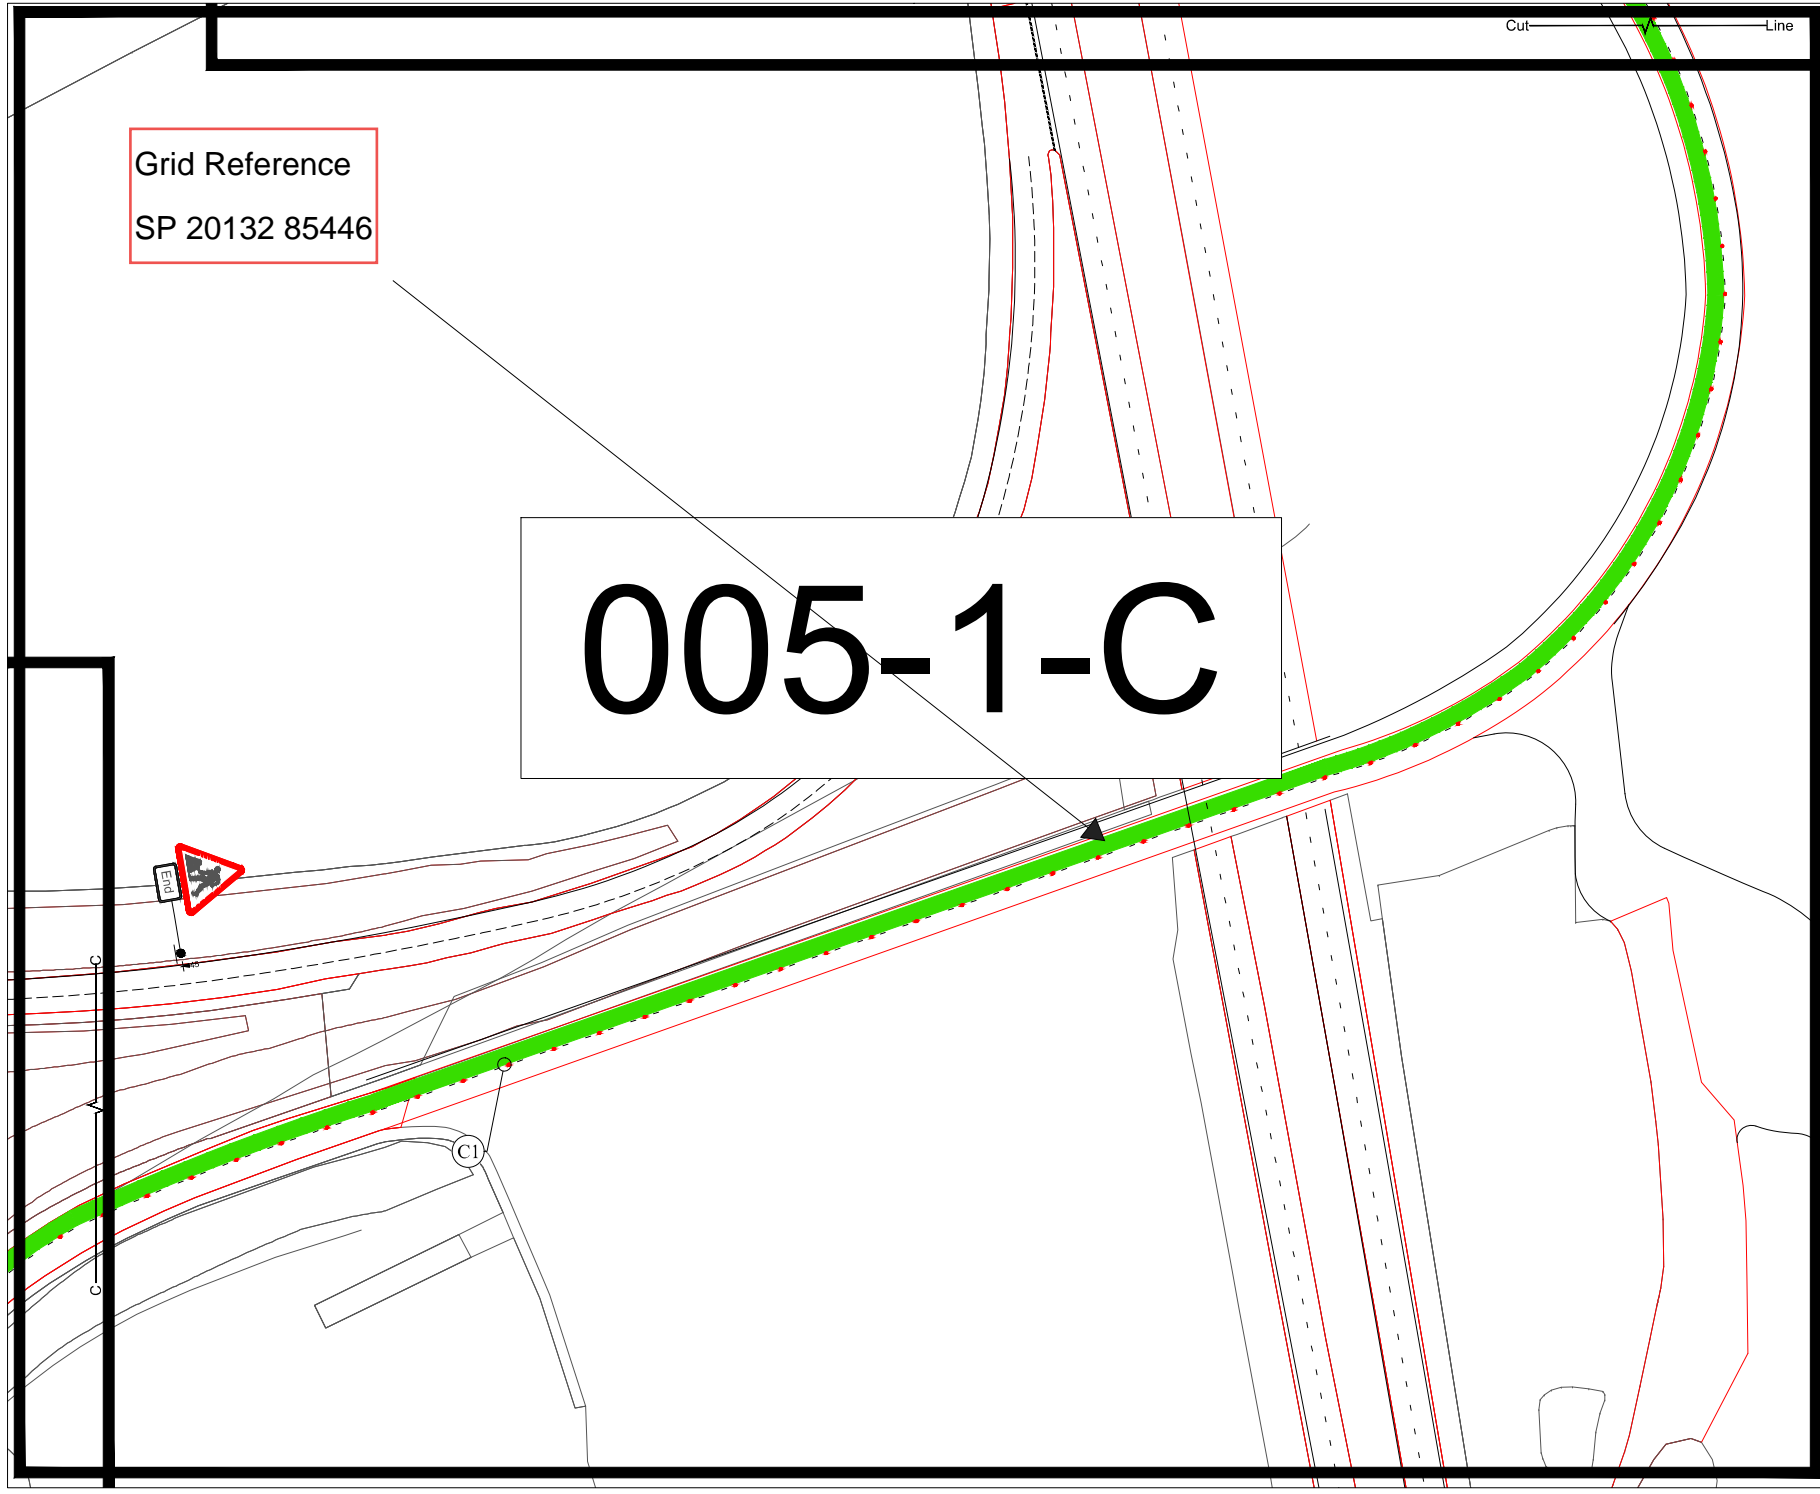 Cut
Line
Grid Reference
SP 20132 85446
005-1-C
End
C
C1
C